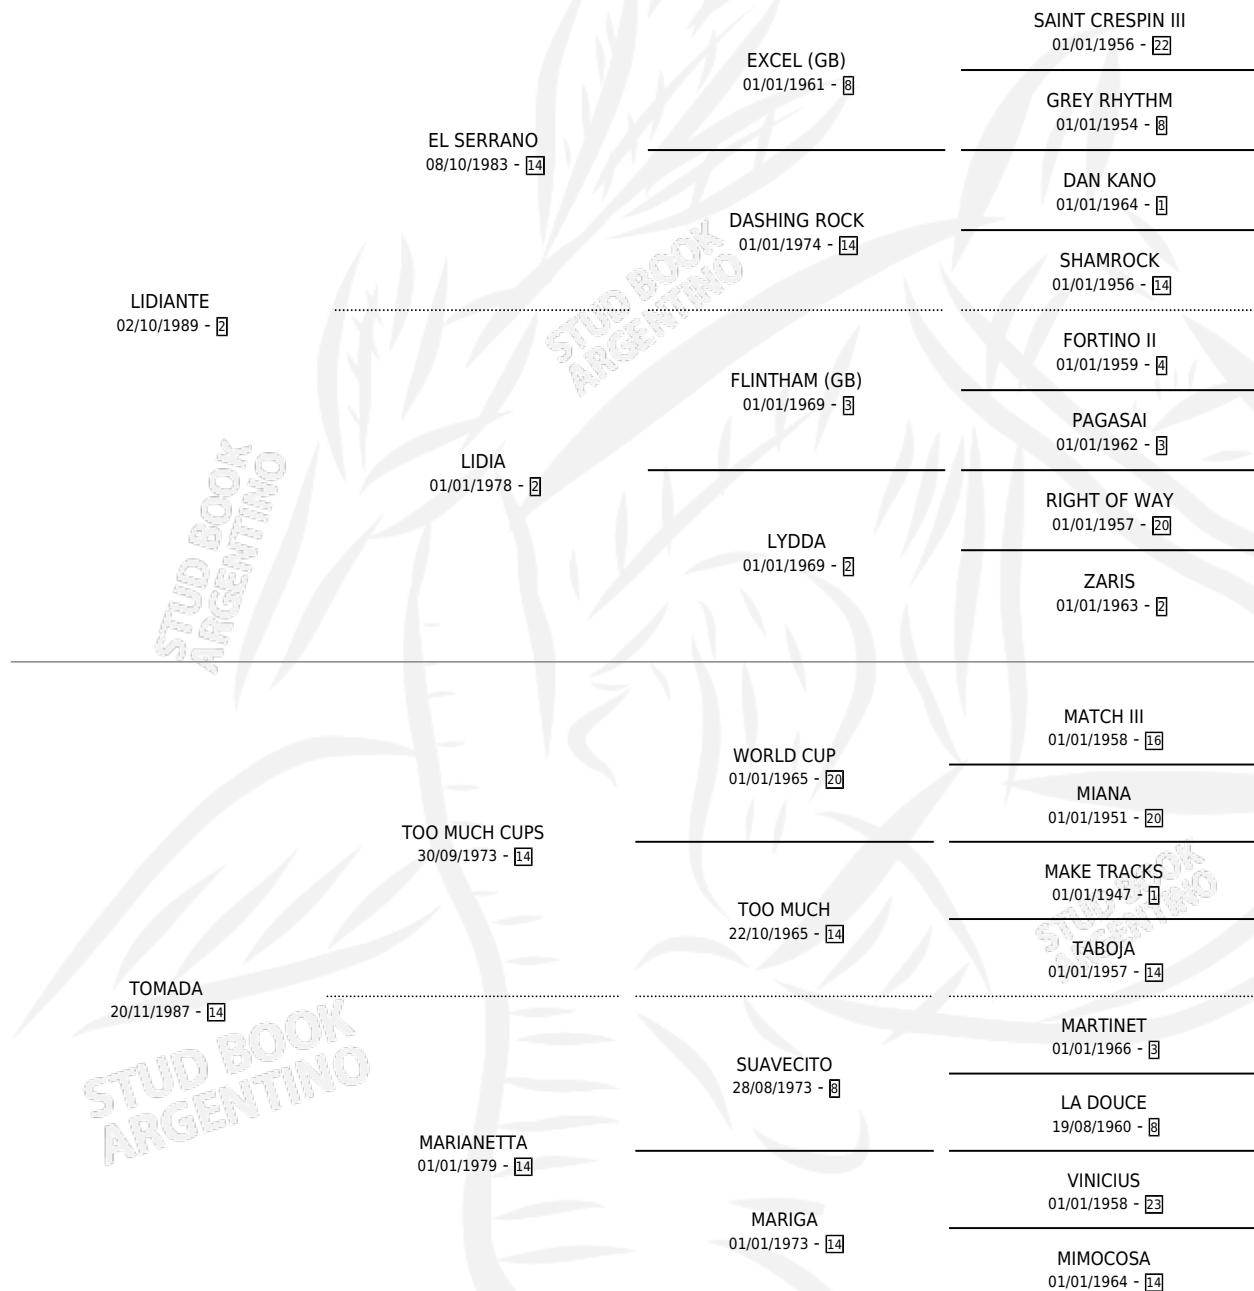 SAINT CRESPIN III
01/01/1956 - 22
EXCEL (GB)
01/01/1961 - 8
GREY RHYTHM
01/01/1954 - 8
EL SERRANO
08/10/1983 - 14
DAN KANO
01/01/1964 - 1
DASHING ROCK
01/01/1974 - 14
SHAMROCK
01/01/1956 - 14
LIDIANTE
02/10/1989 - 2
STUD BOOK
ARGENTINO
FORTINO II
01/01/1959 - 4
FLINTHAM (GB)
01/01/1969 - 3
PAGASAI
01/01/1962 - 3
LIDIA
01/01/1978 - 2
STUD BOOK
ARGENTINO
RIGHT OF WAY
01/01/1957 - 20
LYDDA
01/01/1969 - 2
ZARIS
01/01/1963 - 2
MATCH III
01/01/1958 - 16
WORLD CUP
01/01/1965 - 20
MIANA
01/01/1951 - 20
TOO MUCH CUPS
30/09/1973 - 14
MAKE TRACKS
01/01/1947 - 1
STUD BOOK
ARGENTINO
TOO MUCH
22/10/1965 - 14
TABOJA
01/01/1957 - 14
TOMADA
20/11/1987 - 14
STUD BOOK
ARGENTINO
MARTINET
01/01/1966 - 3
SUAVECITO
28/08/1973 - 8
LA DOUCE
19/08/1960 - 8
MARIANETTA
01/01/1979 - 14
VINICIUS
01/01/1958 - 23
MARIGA
01/01/1973 - 14
MIMOCOSA
01/01/1964 - 14